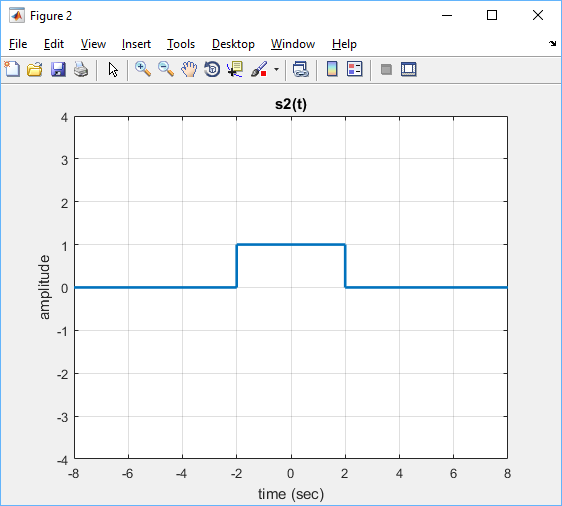 Figure 2
File Edit View Insert Tools Desktop Window Help
s2(t)
4
3
2
1
0
-1
-2
-3
-4
amplitude
-8 -6 -4 -2 0 2 4 6 8
time (sec)